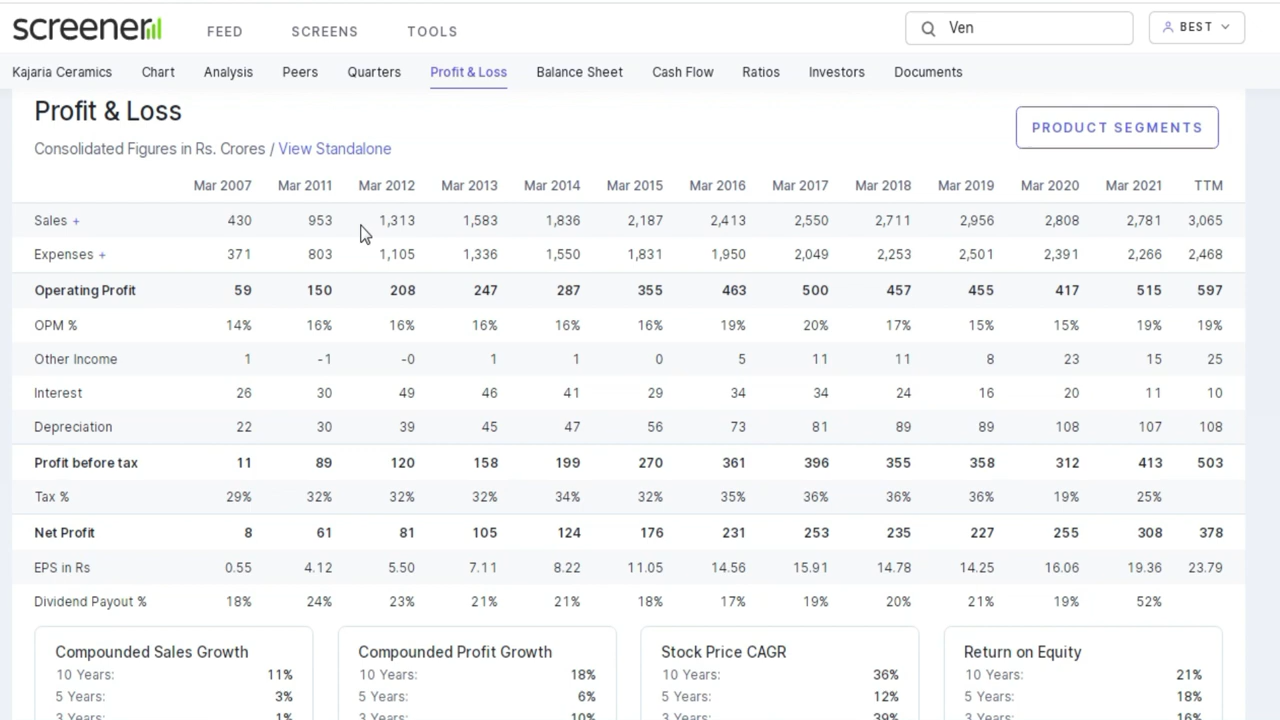 screener FEED SCREENS TOOLS Ven BEST
Kajaria Ceramics Chart Analysis Peers Quarters Profit & Loss Balance Sheet Cash Flow Ratios Investors Documents
Profit & Loss
PRODUCT SEGMENTS
Consolidated Figures in Rs. Crores / View Standalone
Mar 2007 Mar 2011 Mar 2012 Mar 2013 Mar 2014 Mar 2015 Mar 2016 Mar 2017 Mar 2018 Mar 2019 Mar 2020 Mar 2021 TTM
Sales + 430 953 1,313 1,583 1,836 2,187 2,413 2,550 2,711 2,956 2,808 2,781 3,065
Expenses + 371 803 1,105 1,336 1,550 1,831 1,950 2,049 2,253 2,501 2,391 2,266 2,468
Operating Profit 59 150 208 247 287 355 463 500 457 455 417 515 597
OPM % 14% 16% 16% 16% 16% 16% 19% 20% 17% 15% 15% 19% 19%
Other Income 1 -1 -0 1 1 0 5 11 11 8 23 15 25
Interest 26 30 49 46 41 29 34 34 24 16 20 11 10
Depreciation 22 30 39 45 47 56 73 81 89 89 108 107 108
Profit before tax 11 89 120 158 199 270 361 396 355 358 312 413 503
Tax % 29% 32% 32% 32% 34% 32% 35% 36% 36% 36% 19% 25%
Net Profit 8 61 81 105 124 176 231 253 235 227 255 308 378
EPS in Rs 0.55 4.12 5.50 7.11 8.22 11.05 14.56 15.91 14.78 14.25 16.06 19.36 23.79
Dividend Payout % 18% 24% 23% 21% 21% 18% 17% 19% 20% 21% 19% 52%
Compounded Sales Growth
10 Years: 11%
5 Years: 3%
3 Years: 1%
Compounded Profit Growth
10 Years: 18%
5 Years: 6%
3 Years: 10%
Stock Price CAGR
10 Years: 36%
5 Years: 12%
3 Years: 39%
Return on Equity
10 Years: 21%
5 Years: 18%
3 Years: 16%